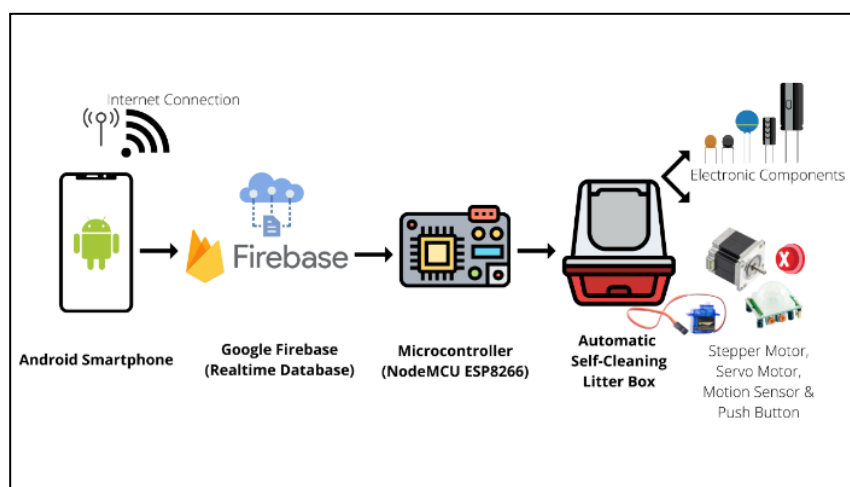 Internet Connection
Firebase
Electronic Components
X
Android Smartphone
Google Firebase
(Realtime Database)
Microcontroller
(NodeMCU ESP8266)
Automatic
Self-Cleaning
Litter Box
Stepper Motor,
Servo Motor,
Motion Sensor &
Push Button